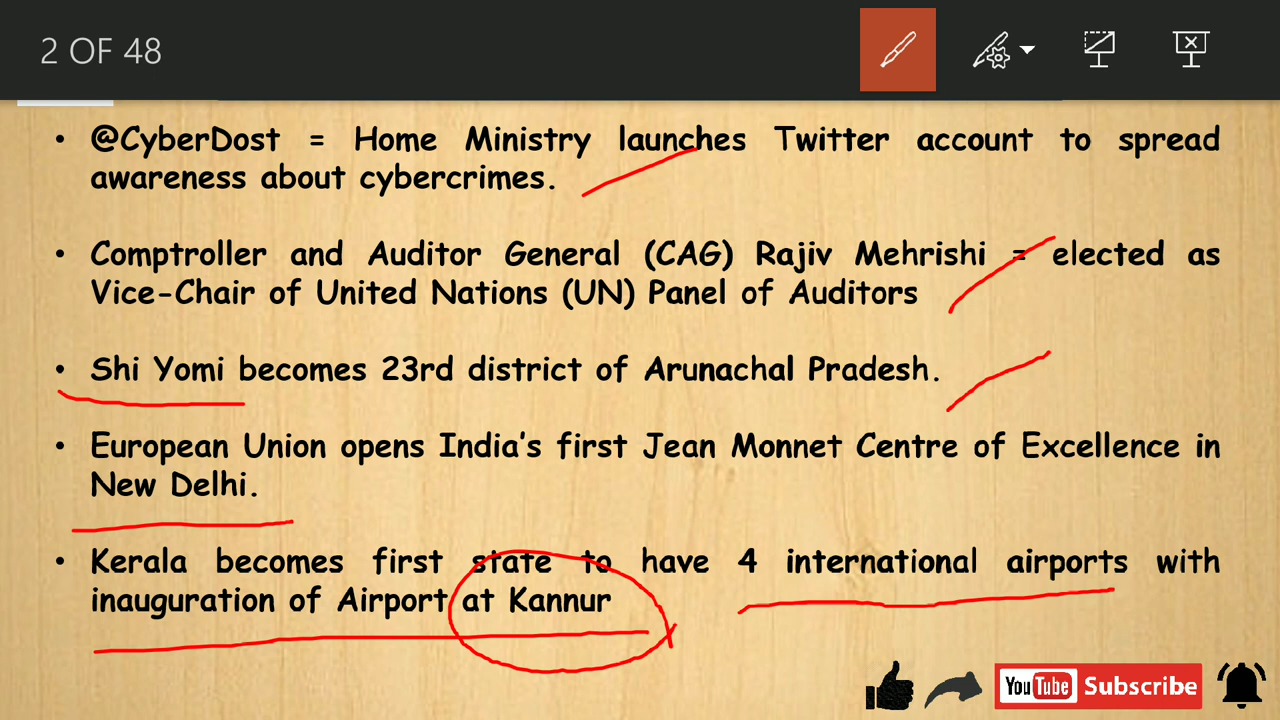 2 OF 48
• @CyberDost = Home Ministry launches Twitter account to spread
awareness about cybercrimes.
• Comptroller and Auditor General (CAG) Rajiv Mehrishi = elected as
Vice-Chair of United Nations (UN) Panel of Auditors
• Shi Yomi becomes 23rd district of Arunachal Pradesh.
• European Union opens India's first Jean Monnet Centre of Excellence in
New Delhi.
• Kerala becomes first state to have 4 international airports with
inauguration of Airport at Kannur
YouTube Subscribe